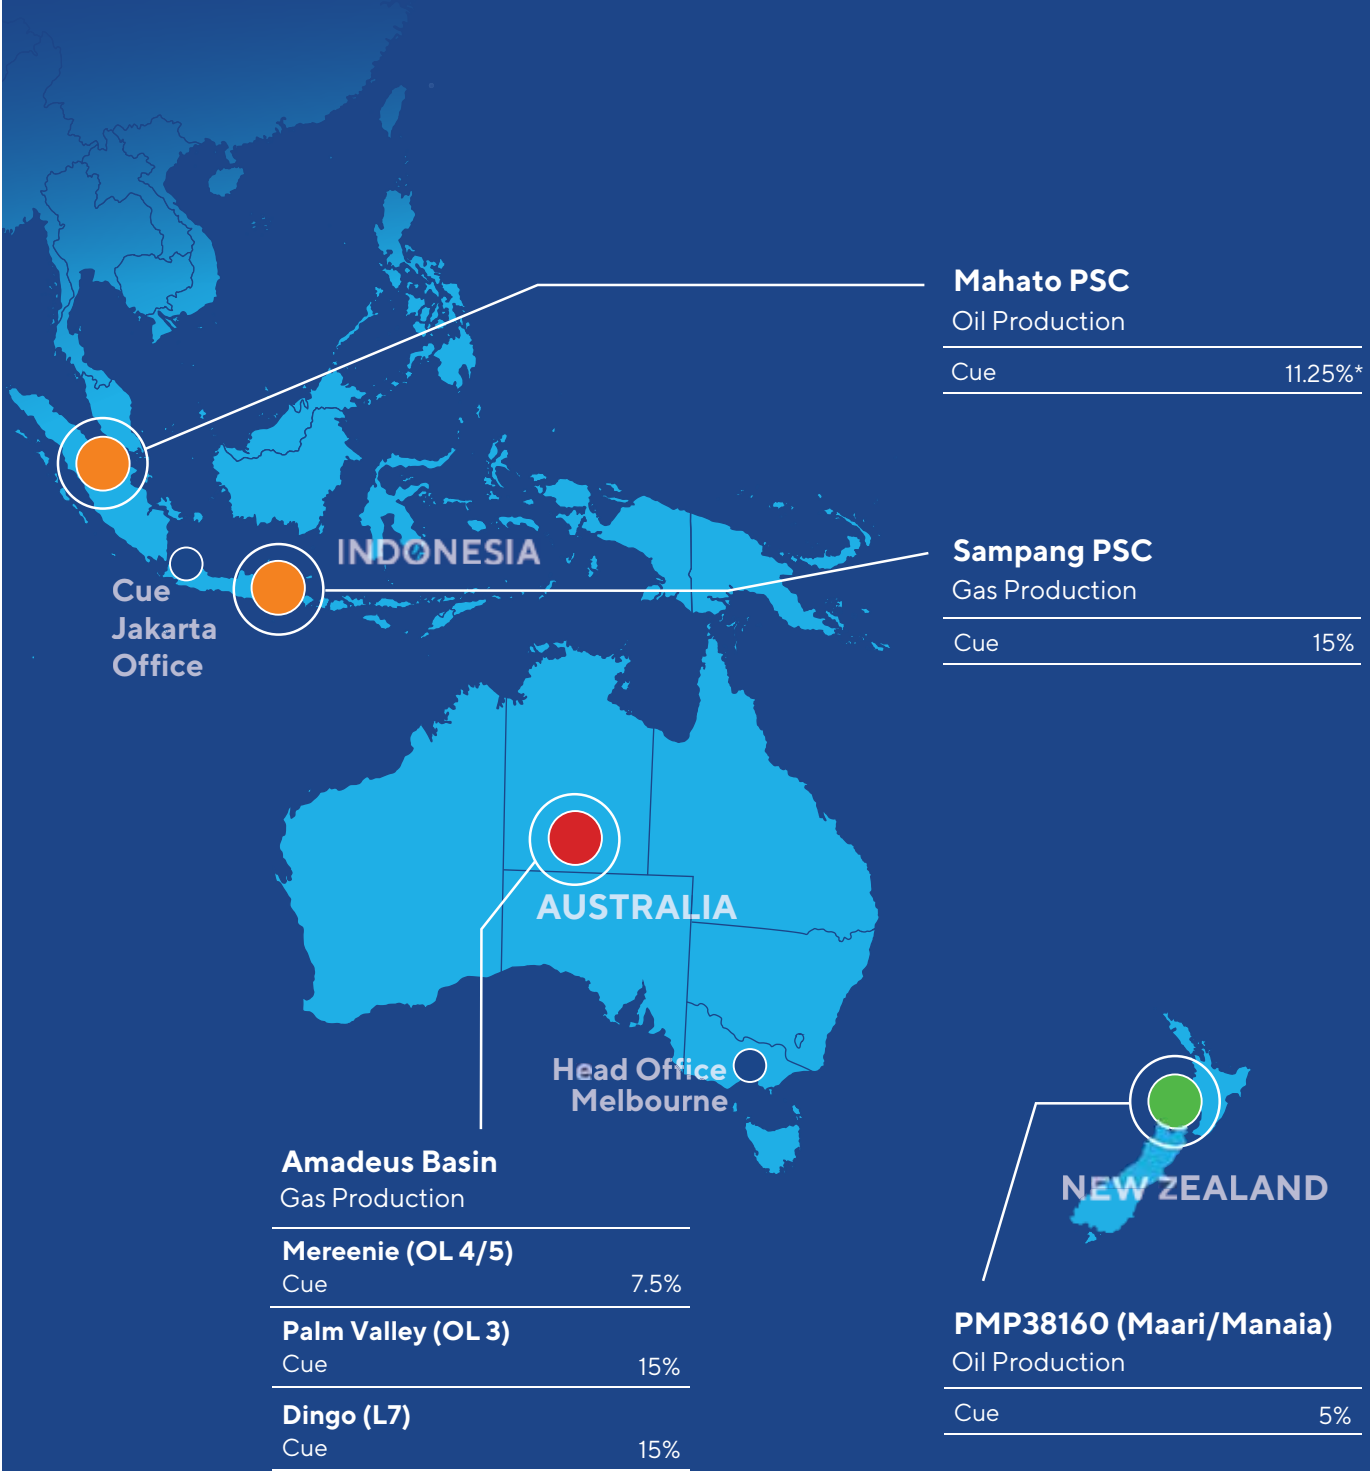 Mahato PSC
Oil Production
Cue 11.25%*
INDONESIA
Sampang PSC
Gas Production
Cue 15%
Cue
Jakarta
Office
AUSTRALIA
Head Office
Melbourne
NEW ZEALAND
Amadeus Basin
Gas Production
Mereenie (OL 4/5)
Cue 7.5%
Palm Valley (OL 3)
Cue 15%
Dingo (L7)
Cue 15%
PMP38160 (Maari/Manaia)
Oil Production
Cue 5%